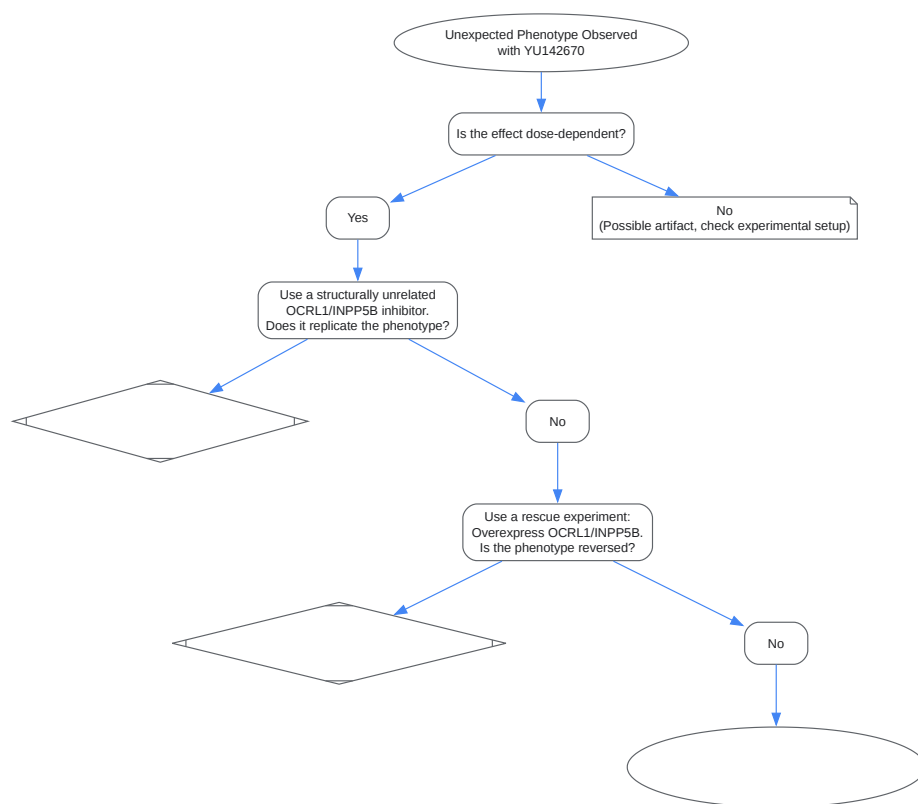 Unexpected Phenotype Observed
with YU142670
Is the effect dose-dependent?
Yes
No
(Possible artifact, check experimental setup)
Use a structurally unrelated
OCRL1/INPP5B inhibitor.
Does it replicate the phenotype?
No
Use a rescue experiment:
Overexpress OCRL1/INPP5B.
Is the phenotype reversed?
No